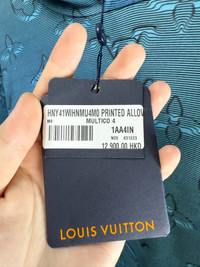 HNY41WIHNMU4M0 PRINTED ALLOV
MULTICO 4
1AA4IN
12,900.00 HKD
LOUIS VUITTON